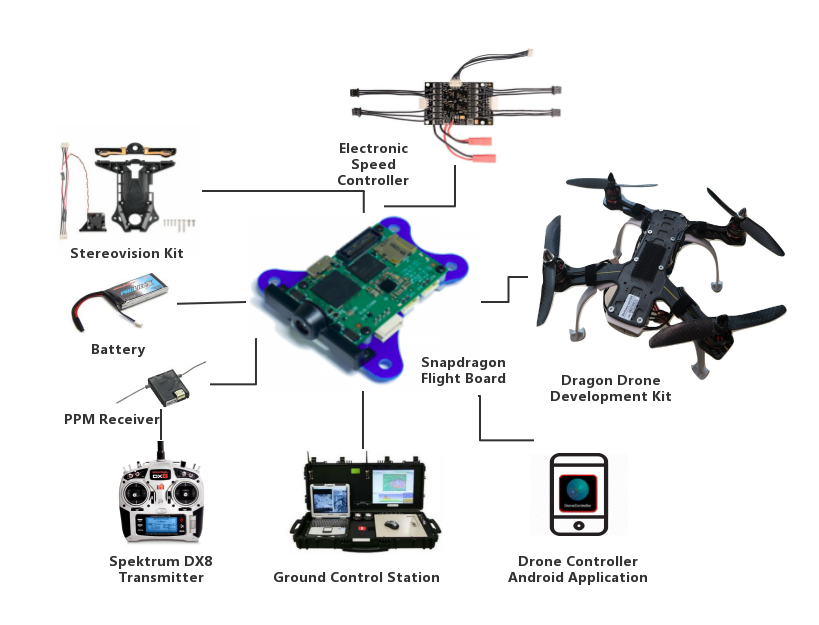 Electronic
Speed
Controller
Stereovision Kit
Battery
Snapdragon
Flight Board
Dragon Drone
Development Kit
PPM Receiver
DX8
DroneController
Spektrum DX8
Transmitter
Ground Control Station
Drone Controller
Android Application